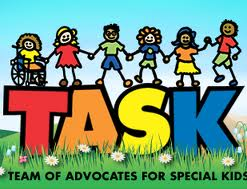 TASK
TEAM OF ADVOCATES FOR SPECIAL KIDS